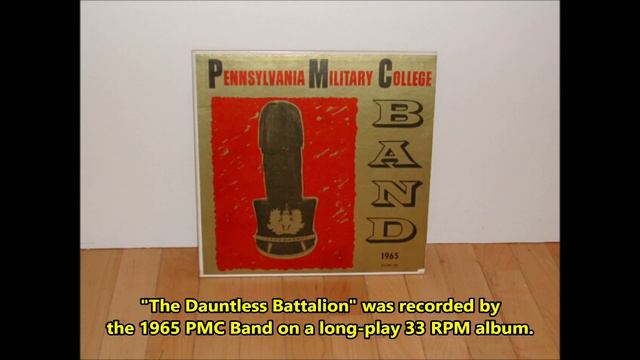 PENNSYLVANIA MILITARY COLLEGE
BAND
1965
"The Dauntless Battalion" was recorded by
the 1965 PMC Band on a long-play 33 RPM album.